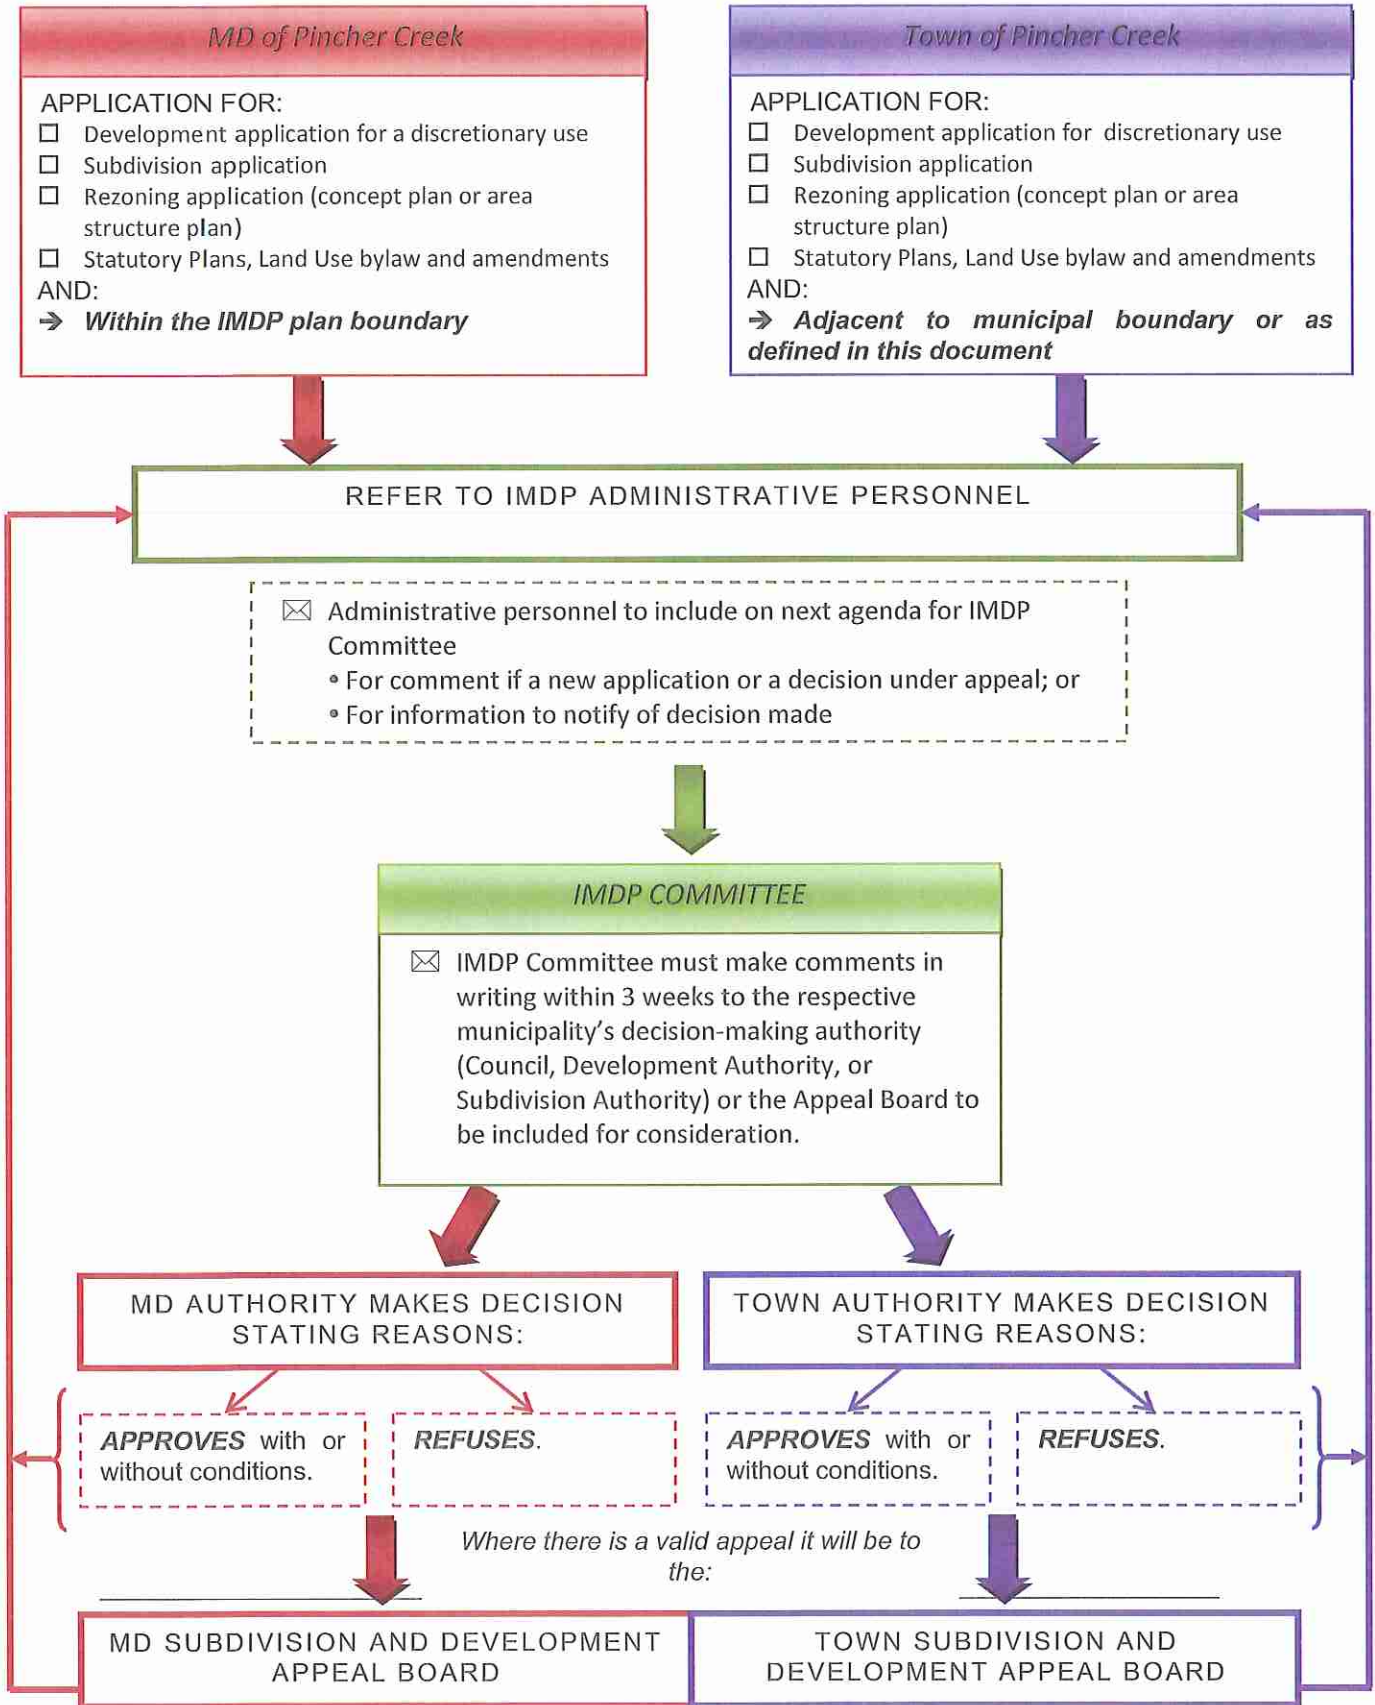 MD of Pincher Creek
APPLICATION FOR:
☐ Development application for a discretionary use
☐ Subdivision application
☐ Rezoning application (concept plan or area
structure plan)
☐ Statutory Plans, Land Use bylaw and amendments
AND:
→ Within the IMDP plan boundary
Town of Pincher Creek
APPLICATION FOR:
☐ Development application for discretionary use
☐ Subdivision application
☐ Rezoning application (concept plan or area
structure plan)
☐ Statutory Plans, Land Use bylaw and amendments
AND:
→ Adjacent to municipal boundary or as
defined in this document
REFER TO IMDP ADMINISTRATIVE PERSONNEL
Administrative personnel to include on next agenda for IMDP
Committee
• For comment if a new application or a decision under appeal; or
• For information to notify of decision made
IMDP COMMITTEE
IMDP Committee must make comments in
writing within 3 weeks to the respective
municipality's decision-making authority
(Council, Development Authority, or
Subdivision Authority) or the Appeal Board to
be included for consideration.
MD AUTHORITY MAKES DECISION
STATING REASONS:
TOWN AUTHORITY MAKES DECISION
STATING REASONS:
APPROVES with or
without conditions.
REFUSES.
APPROVES with or
without conditions.
REFUSES.
Where there is a valid appeal it will be to
the:
MD SUBDIVISION AND DEVELOPMENT
APPEAL BOARD
TOWN SUBDIVISION AND
DEVELOPMENT APPEAL BOARD